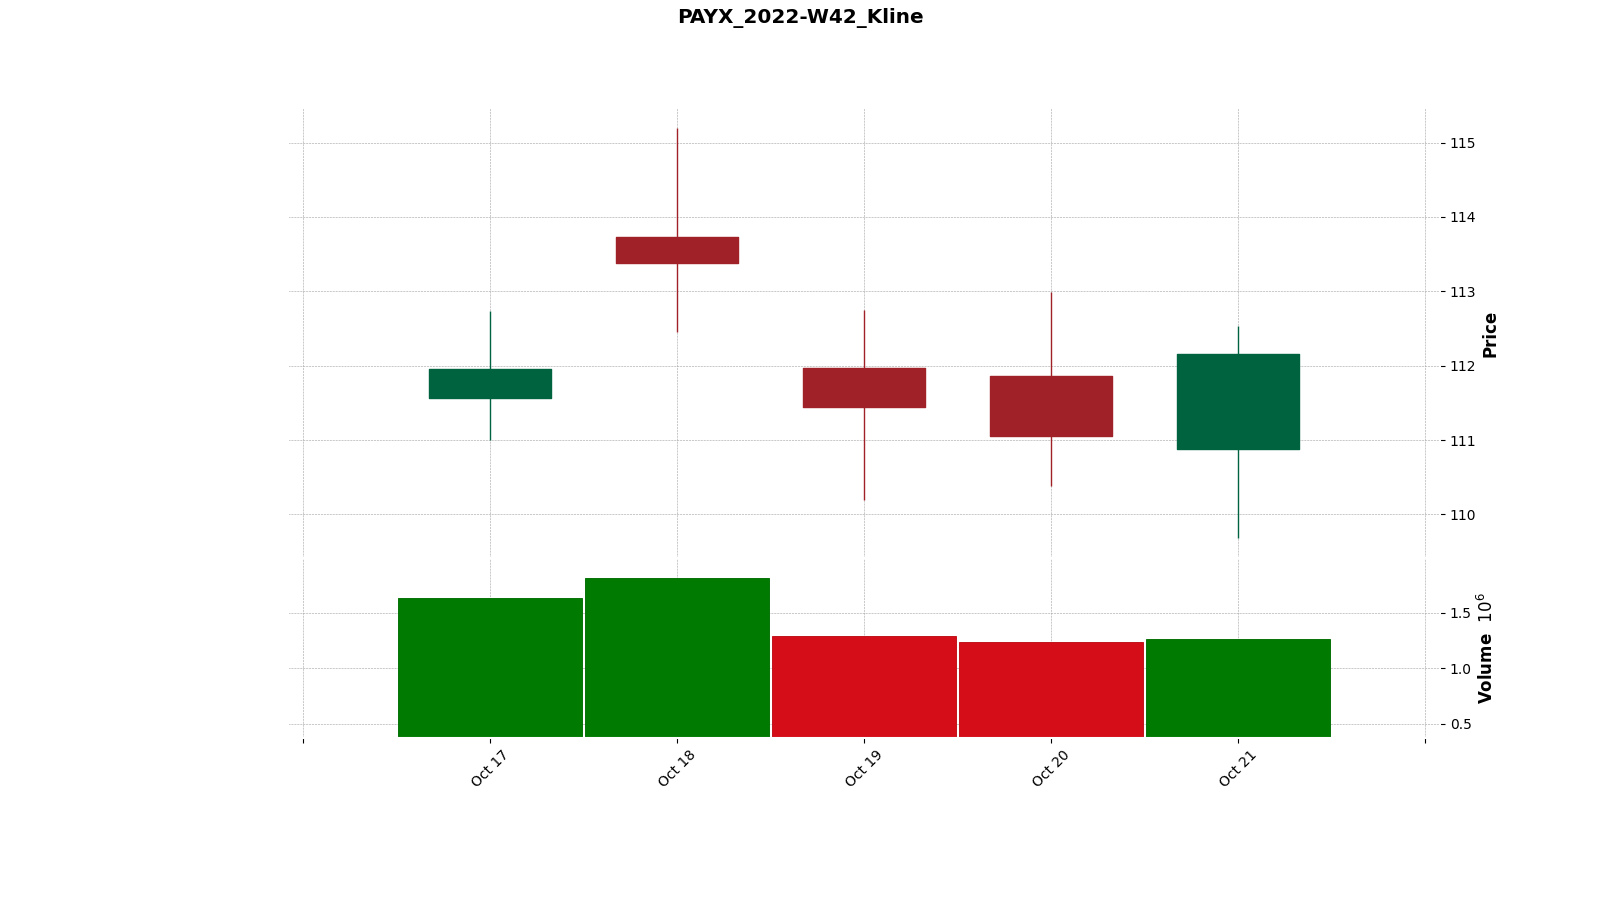 PAYX_2022-W42_Kline
115
114
113
112
111
110
Price
1.5
1.0
0.5
Volume 10^6
Oct 17
Oct 18
Oct 19
Oct 20
Oct 21